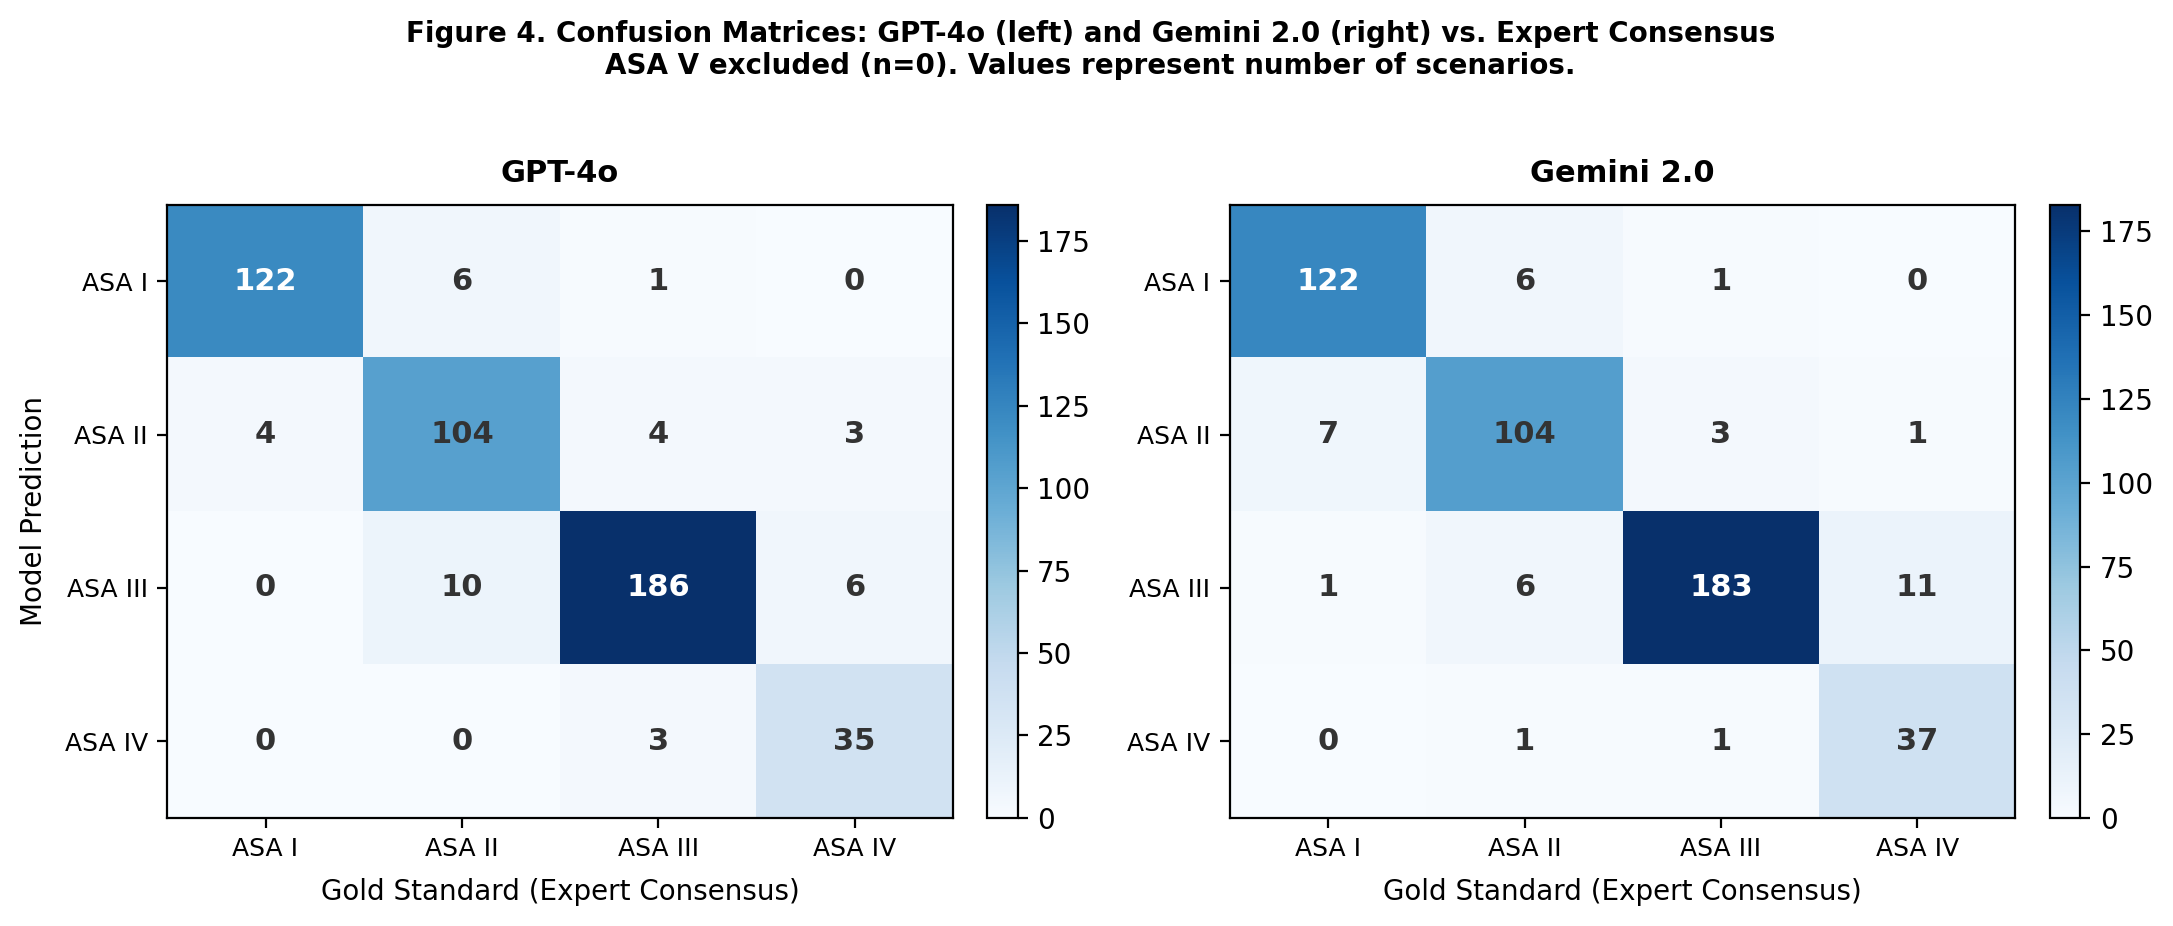 Figure 4. Confusion Matrices: GPT-4o (left) and Gemini 2.0 (right) vs. Expert Consensus
ASA V excluded (n=0). Values represent number of scenarios.
GPT-4o
Model Prediction
ASA I 122 6 1 0
ASA II 4 104 4 3
ASA III 0 10 186 6
ASA IV 0 0 3 35
ASA I ASA II ASA III ASA IV
Gold Standard (Expert Consensus)
175
150
125
100
75
50
25
0
Gemini 2.0
ASA I 122 6 1 0
ASA II 7 104 3 1
ASA III 1 6 183 11
ASA IV 0 1 1 37
ASA I ASA II ASA III ASA IV
Gold Standard (Expert Consensus)
175
150
125
100
75
50
25
0